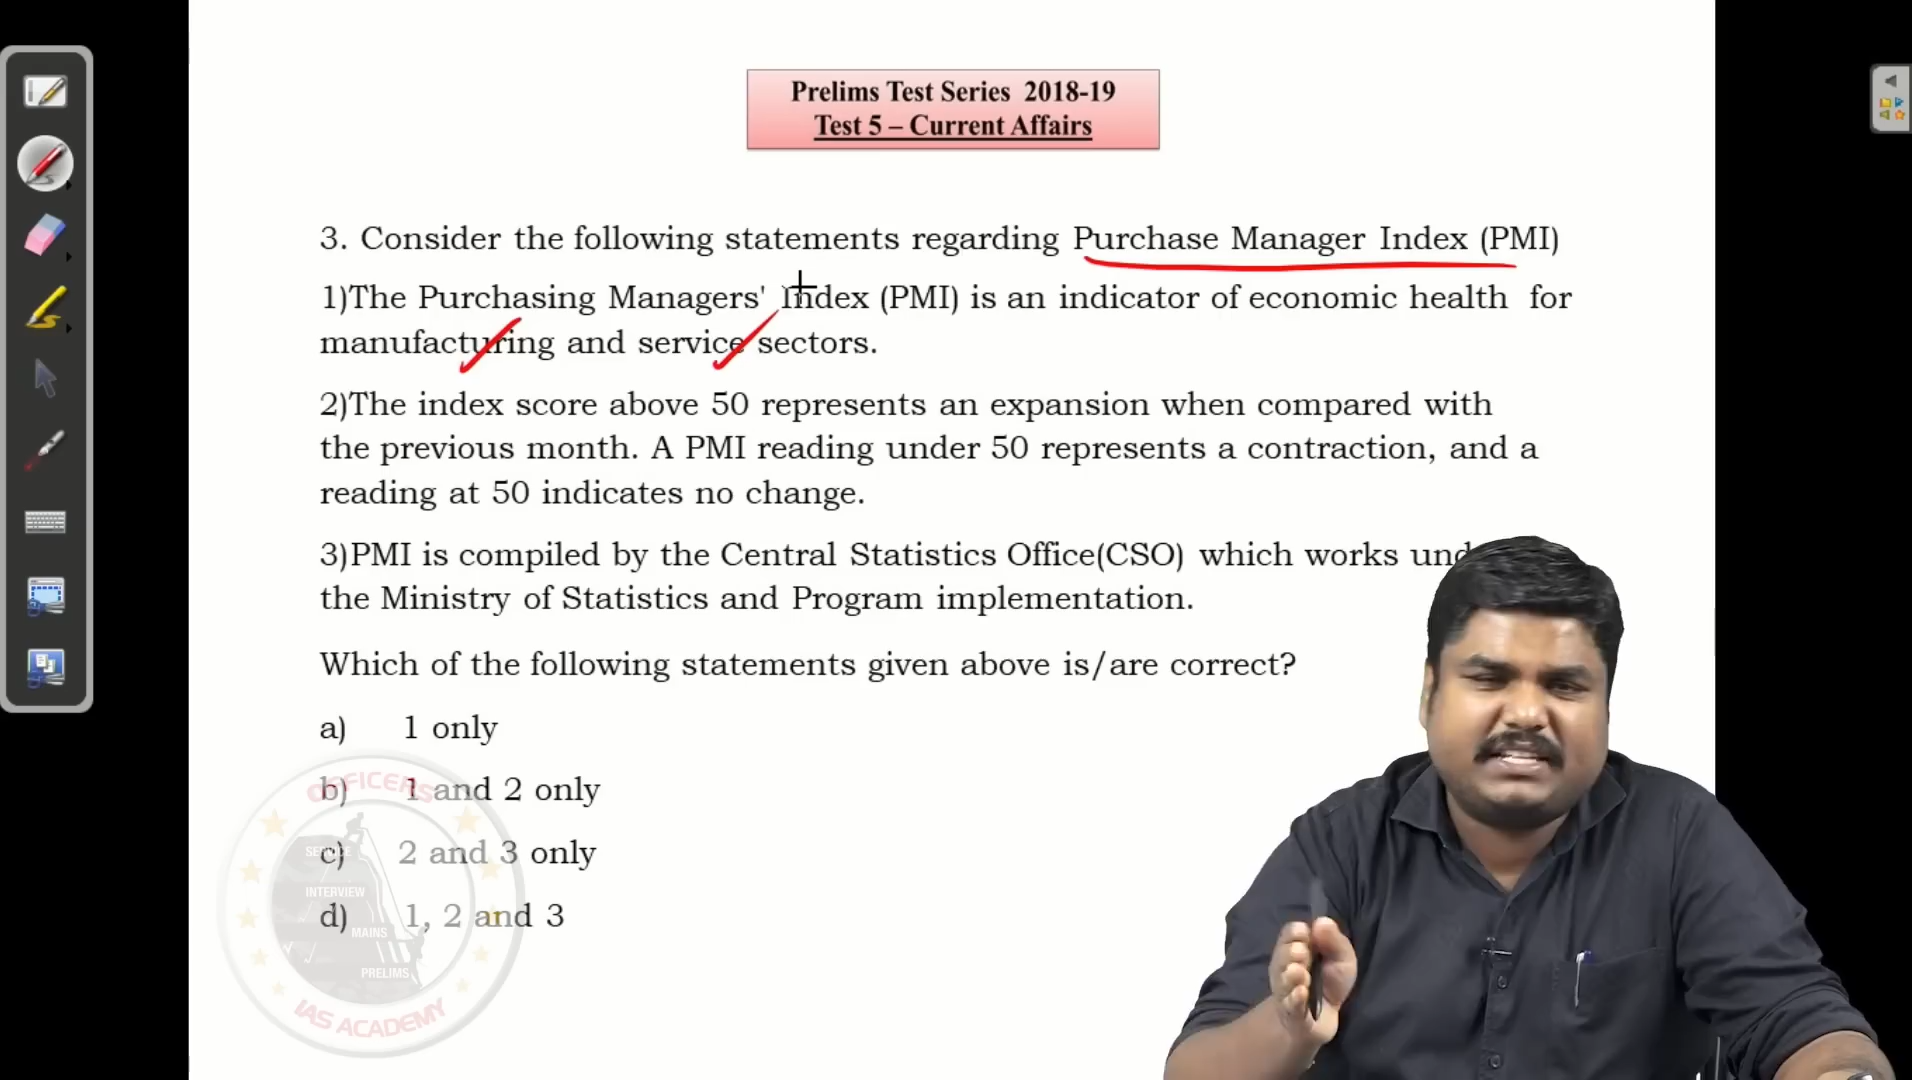 Prelims Test Series 2018-19
Test 5 – Current Affairs
3. Consider the following statements regarding Purchase Manager Index (PMI)
1)The Purchasing Managers' Index (PMI) is an indicator of economic health for
manufacturing and service sectors.
2)The index score above 50 represents an expansion when compared with
the previous month. A PMI reading under 50 represents a contraction, and a
reading at 50 indicates no change.
3)PMI is compiled by the Central Statistics Office(CSO) which works
the Ministry of Statistics and Program implementation.
Which of the following statements given above is/are correct?
a) 1 only
b) 1 and 2 only
c) 2 and 3 only
d) 1, 2 and 3
OFFICERS
SERVICE
INTERVIEW
MAINS
PRELIMS
IAS ACADEMY